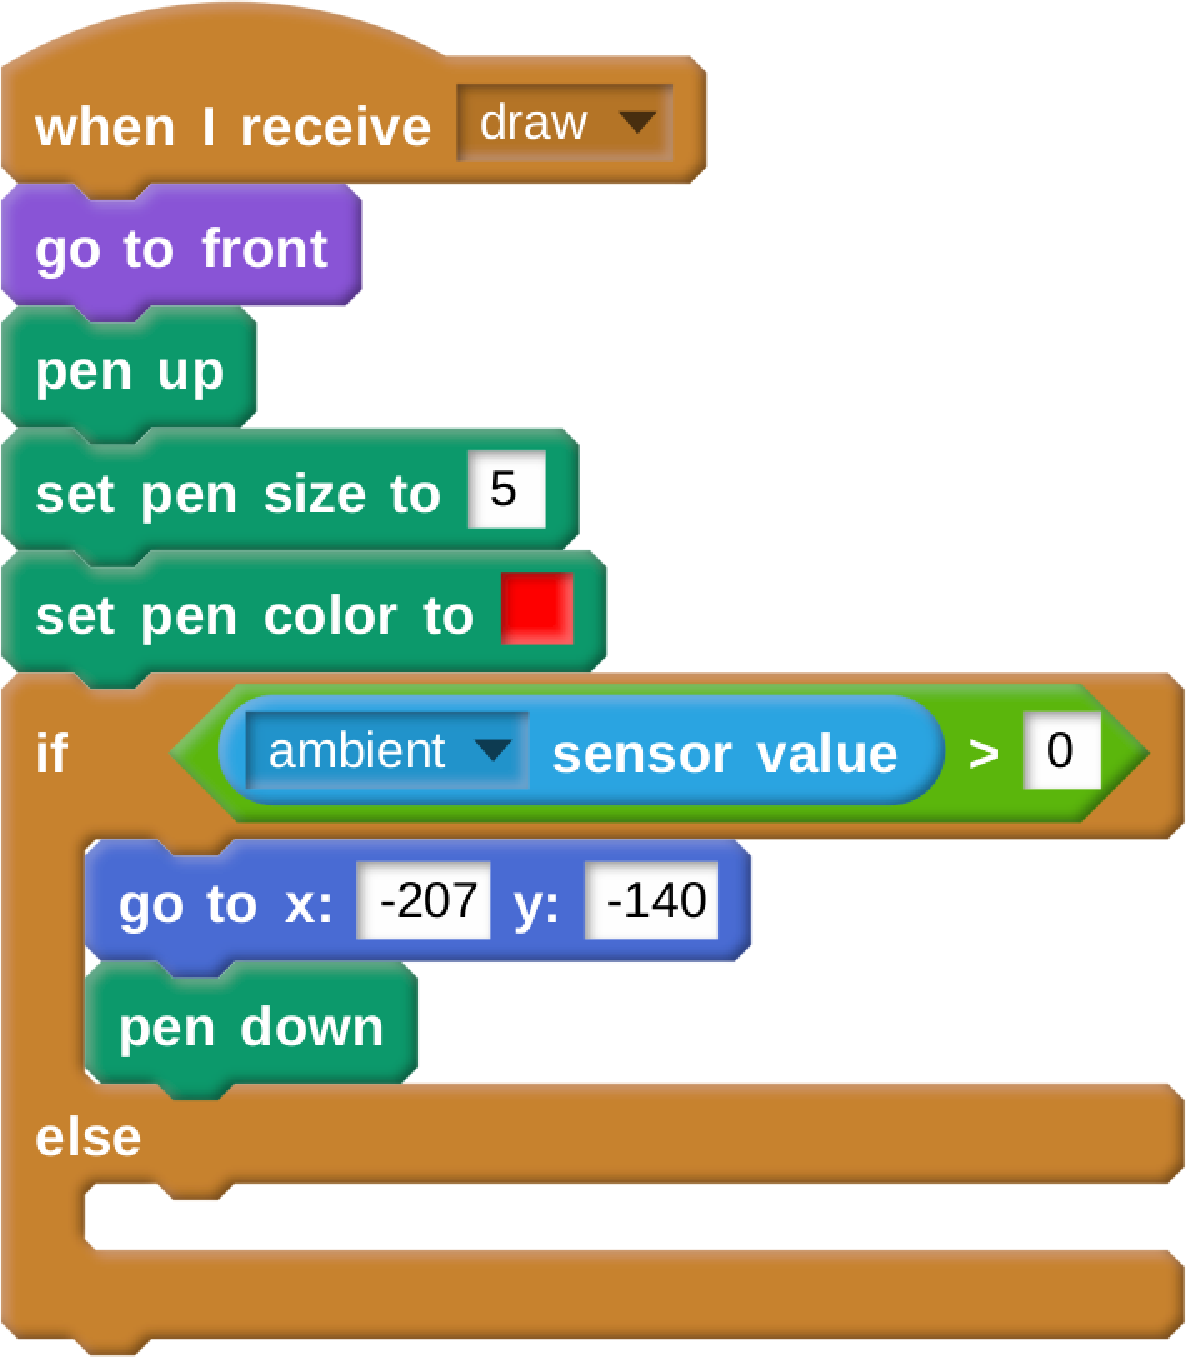 when I receive draw
go to front
pen up
set pen size to 5
set pen color to
if ambient sensor value > 0
go to x: -207 y: -140
pen down
else